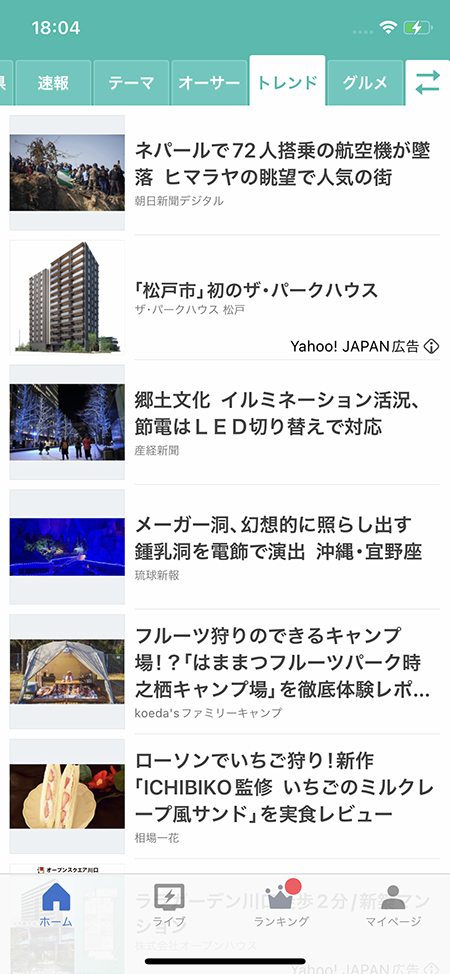 18:04
県
速報
テーマ
オーサー
トレンド
グルメ
ネパールで72人搭乗の航空機が墜
落 ヒマラヤの眺望で人気の街
朝日新聞デジタル
「松戸市」初のザ・パークハウス
ザ・パークハウス 松戸
Yahoo! JAPAN広告
郷土文化 イルミネーション活況、
節電はＬＥＤ切り替えで対応
産経新聞
メーガー洞、幻想的に照らし出す
鍾乳洞を電飾で演出 沖縄・宜野座
琉球新報
フルーツ狩りのできるキャンプ
場！？「はままつフルーツパーク時
之栖キャンプ場」を徹底体験レポ...
koeda'sファミリーキャンプ
ローソンでいちご狩り！新作
「ICHIBIKO監修 いちごのミルクレ
ープ風サンド」を実食レビュー
相場一花
オープンスクエア川口
ガーデン川口 歩2分/新築マン
ション
株式会社オープンハウス
Yahoo! JAPAN広告
ホーム
ライブ
ランキング
マイページ